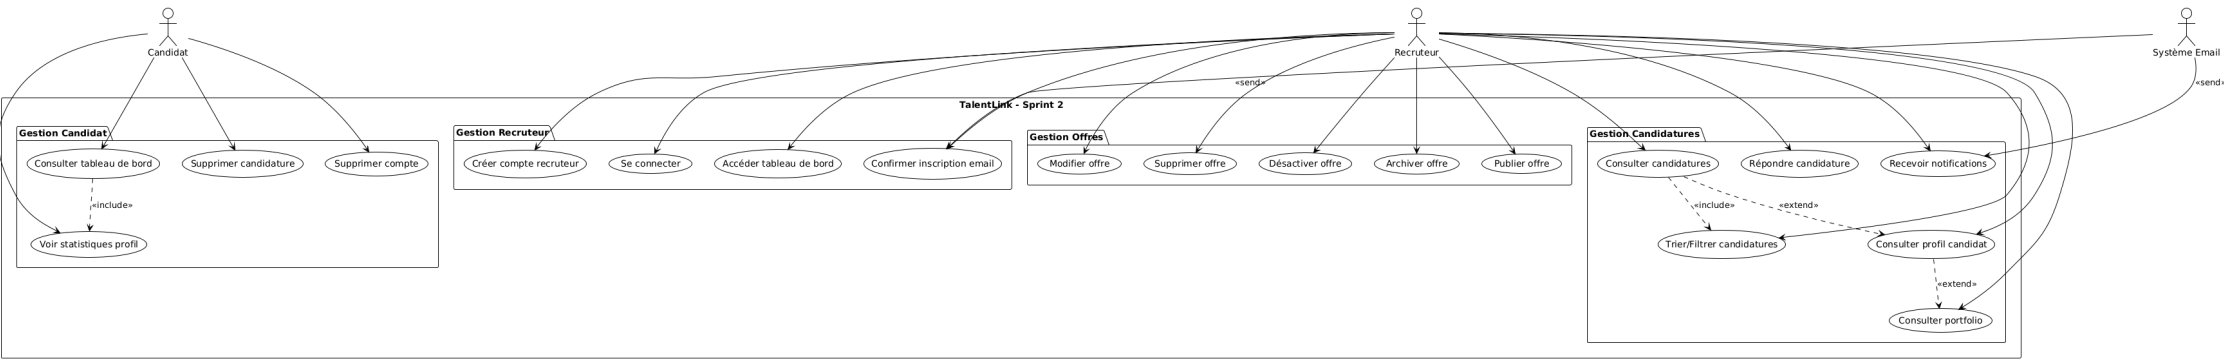 Candidat
Recruteur
Système Email
«send»
«send»
TalentLink - Sprint 2
Gestion Candidat
Gestion Recruteur
Gestion Offres
Gestion Candidatures
Consulter tableau de bord
Supprimer candidature
Supprimer compte
Créer compte recruteur
Se connecter
Accéder tableau de bord
Confirmer inscription email
Modifier offre
Supprimer offre
Désactiver offre
Archiver offre
Publier offre
Consulter candidatures
Répondre candidature
Recevoir notifications
«include»
«include»
«extend»
Voir statistiques profil
Trier/Filtrer candidatures
Consulter profil candidat
«extend»
Consulter portfolio